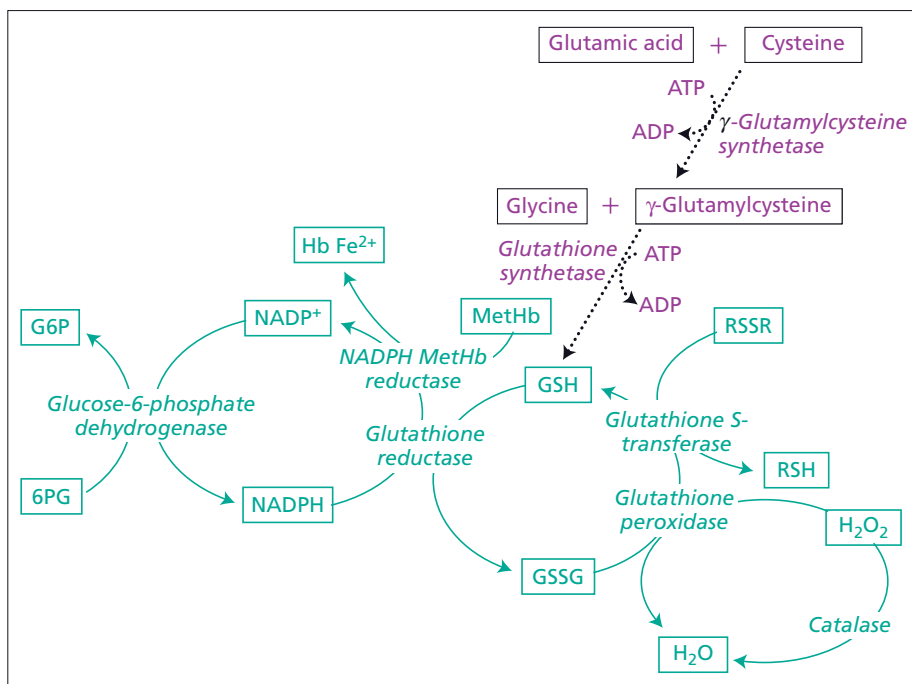 Glutamic acid + Cysteine
ATP
ADP
γ-Glutamylcysteine
synthetase
Glycine + γ-Glutamylcysteine
Glutathione
synthetase
ATP
ADP
Hb Fe²⁺
G6P
NADP⁺
MetHb
RSSR
NADPH MetHb
reductase
GSH
Glucose-6-phosphate
dehydrogenase
Glutathione
reductase
Glutathione S-
transferase
RSH
6PG
NADPH
Glutathione
peroxidase
H₂O₂
GSSG
Catalase
H₂O